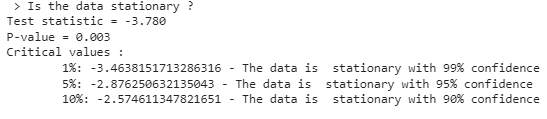 > Is the data stationary ?
Test statistic = -3.780
P-value = 0.003
Critical values :
1%: -3.4638151713286316 - The data is  stationary with 99% confidence
5%: -2.876250632135043 - The data is  stationary with 95% confidence
10%: -2.574611347821651 - The data is  stationary with 90% confidence